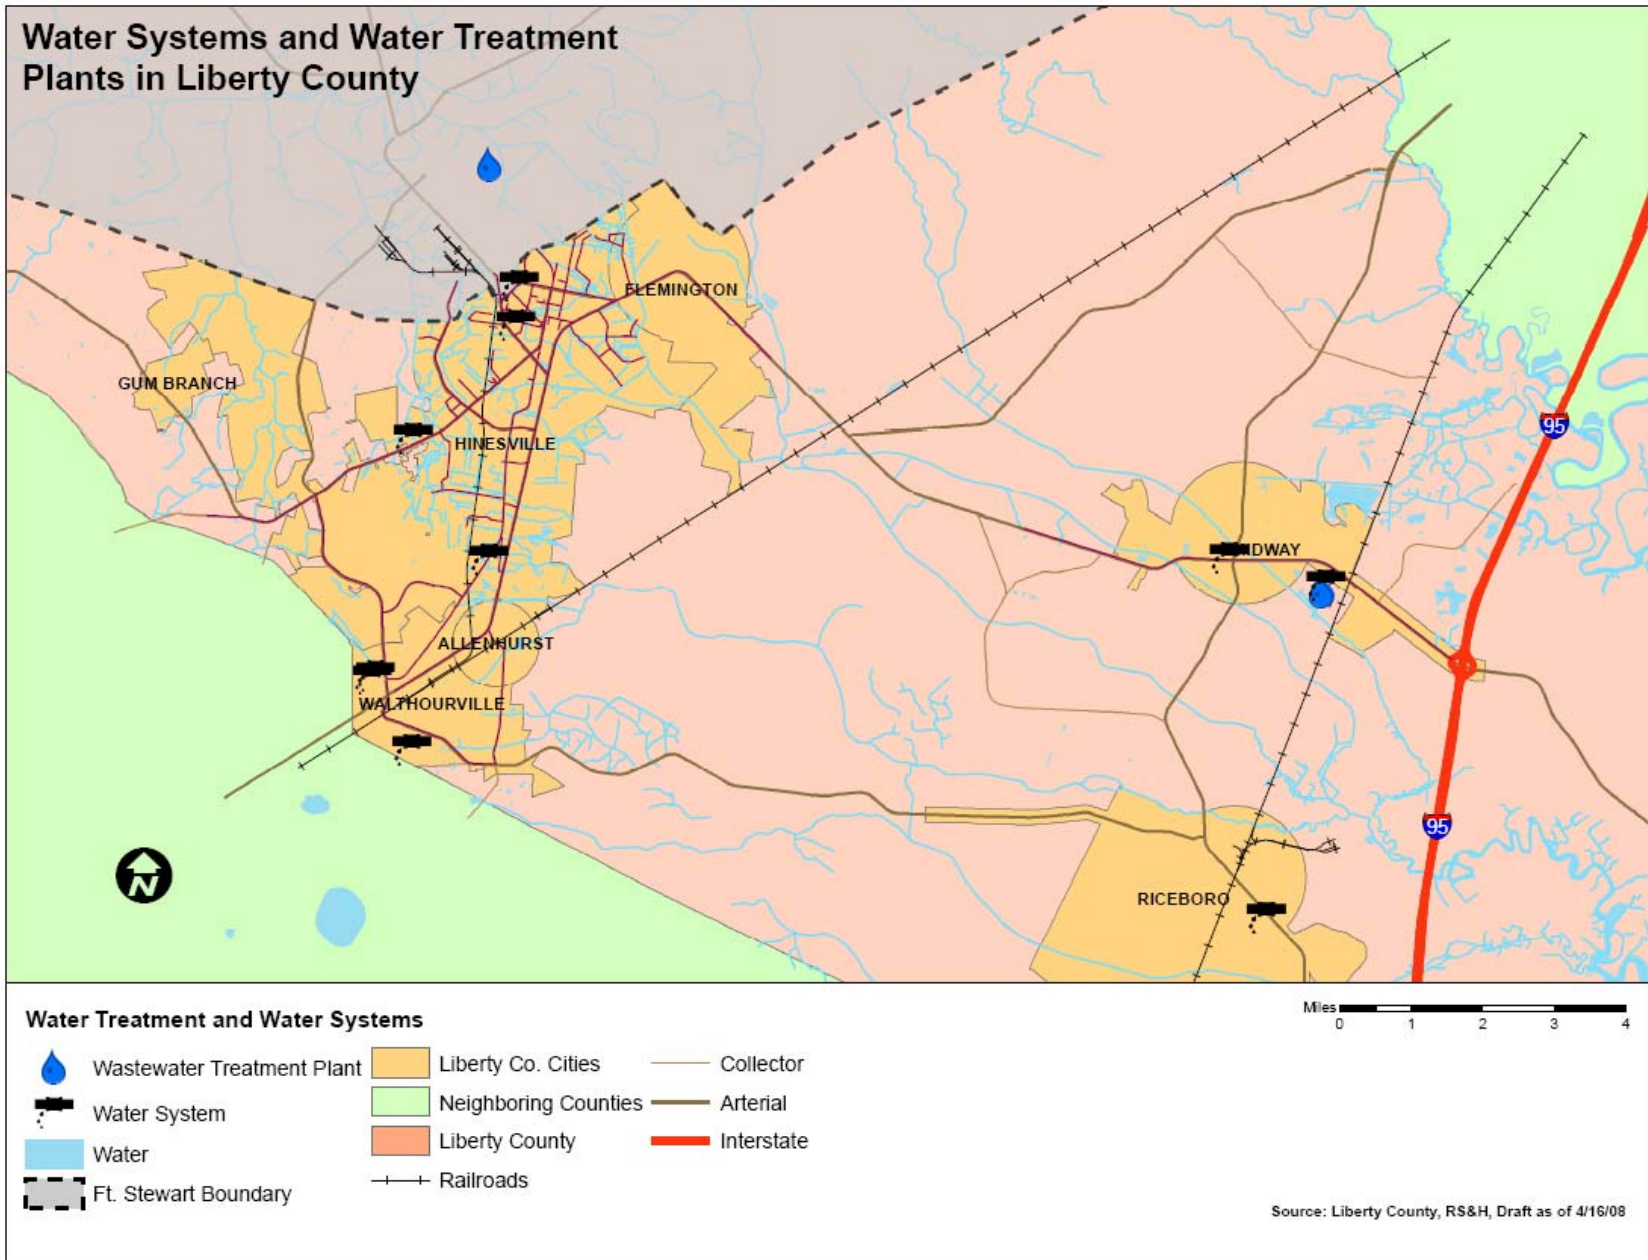 Water Systems and Water Treatment
Plants in Liberty County
FLEMINGTON
GUM BRANCH
95
HINESVILLE
DWAY
ALLENHURST
WALTHOURVILLE
95
N
RICEBORO
Water Treatment and Water Systems
Wastewater Treatment Plant
Water System
Water
Ft. Stewart Boundary
Liberty Co. Cities
Neighboring Counties
Liberty County
Railroads
Collector
Arterial
Interstate
Miles
0 1 2 3 4
Source: Liberty County, RS&H, Draft as of 4/16/08